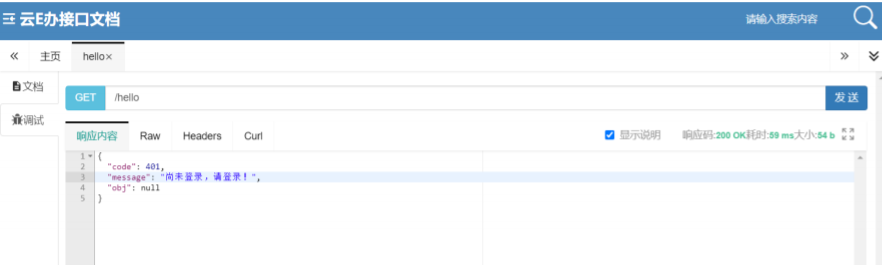 云E办接口文档 请输入搜索内容
主页 hello×
文档
GET /hello 发送
调试
响应内容 Raw Headers Curl 显示说明 响应码:200 OK耗时:59 ms大小:54 b
1 {
2 "code": 401,
3 "message": "尚未登录，请登录！",
4 "obj": null
5 }